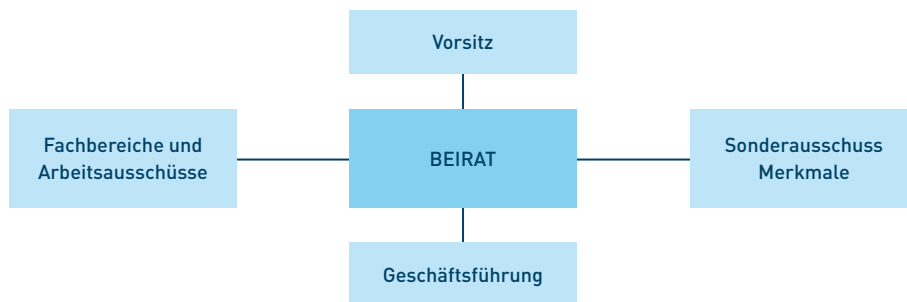 Vorsitz
Fachbereiche und
Arbeitsausschüsse
BEIRAT
Sonderausschuss
Merkmale
Geschäftsführung